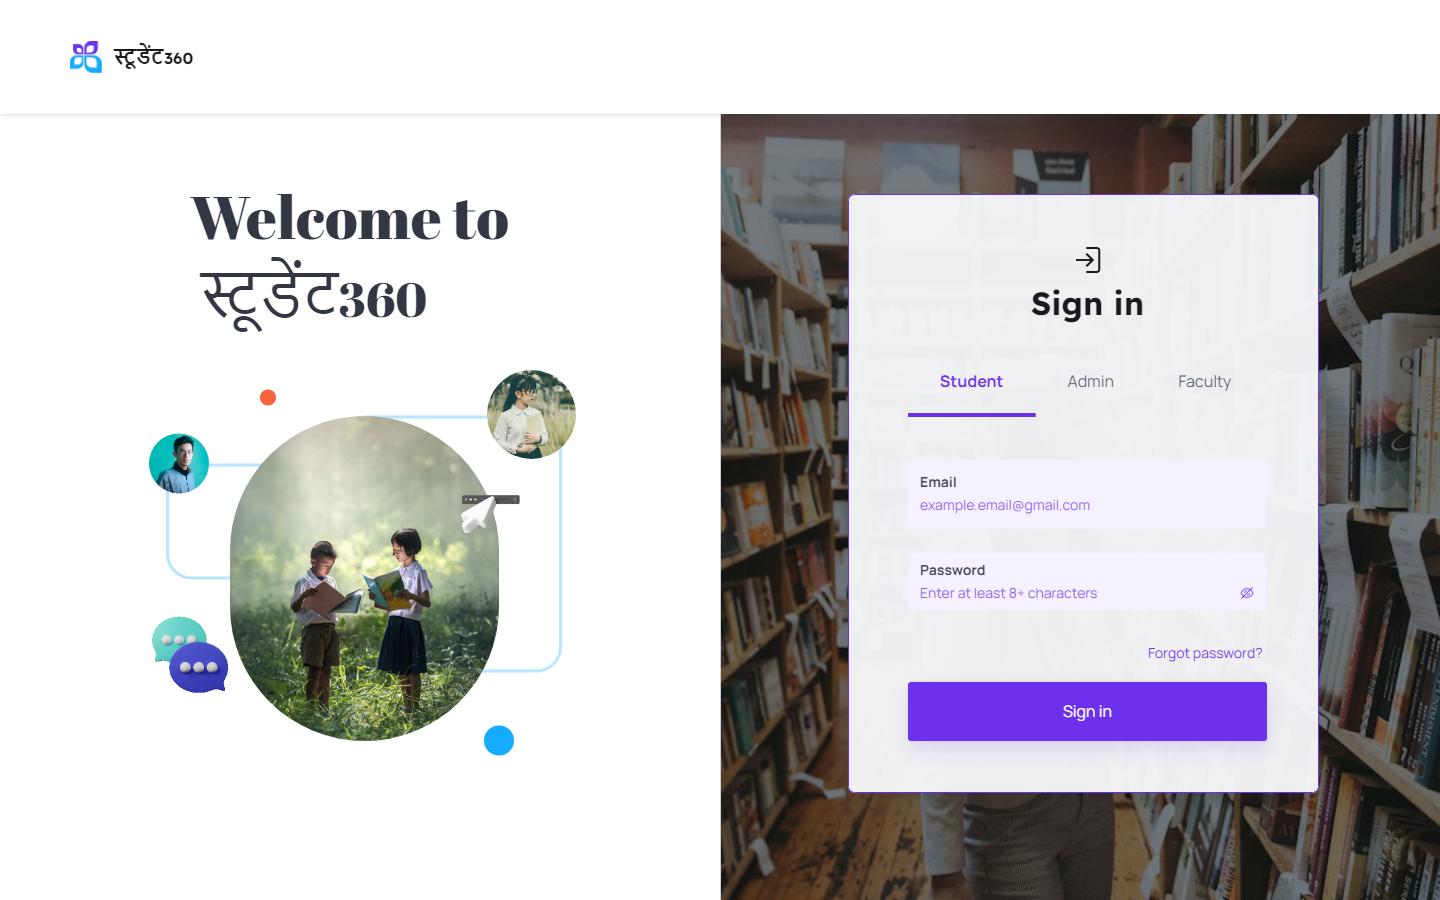 स्टूडेंट360
Welcome to
स्टूडेंट360
Sign in
Student Admin Faculty
Email
example.email@gmail.com
Password
Enter at least 8+ characters
Forgot password?
Sign in